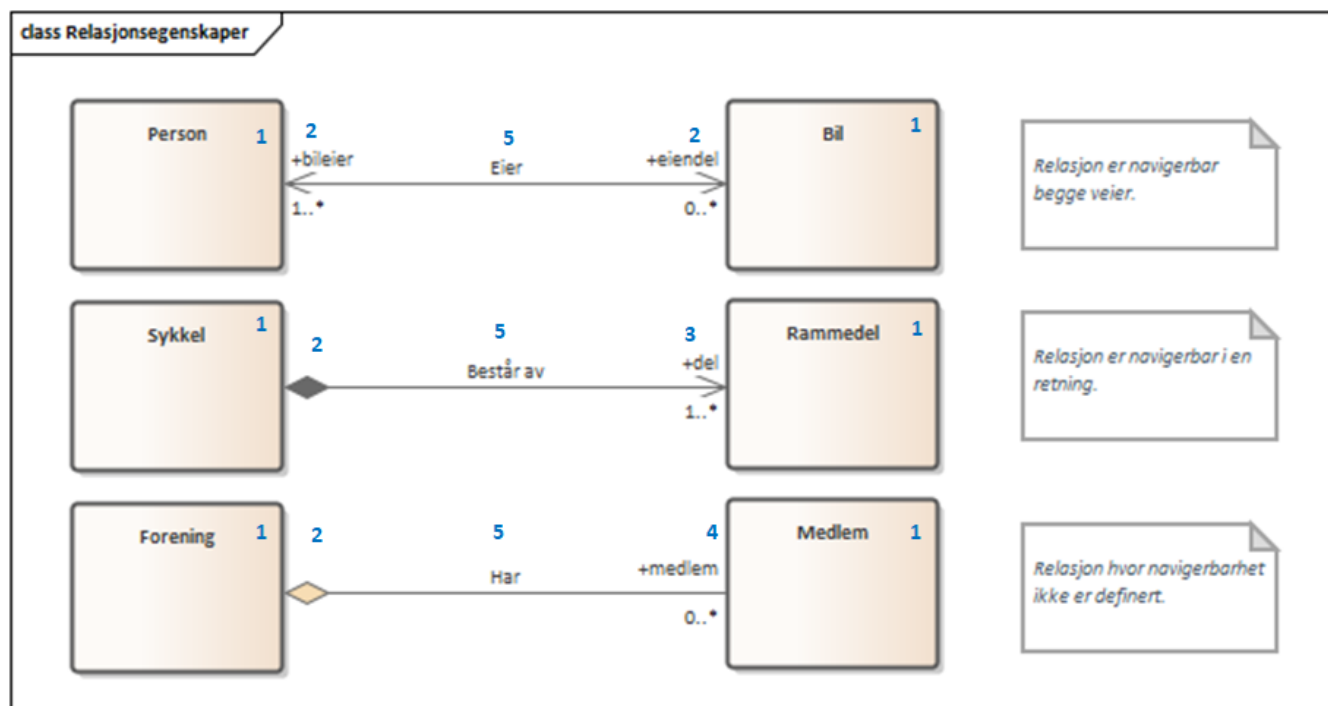 class Relasjonsegenskaper
Person 1
2
+bileier
1..*
5
Eier
2
+eiendel
0..*
Bil 1
Relasjon er navigerbar
begge veier.
Sykkel 1
2
5
Består av
3
+del
1..*
Rammedel 1
Relasjon er navigerbar i en
retning.
Forening 1
2
5
Har
4
+medlem
0..*
Medlem 1
Relasjon hvor navigerbarhet
ikke er definert.